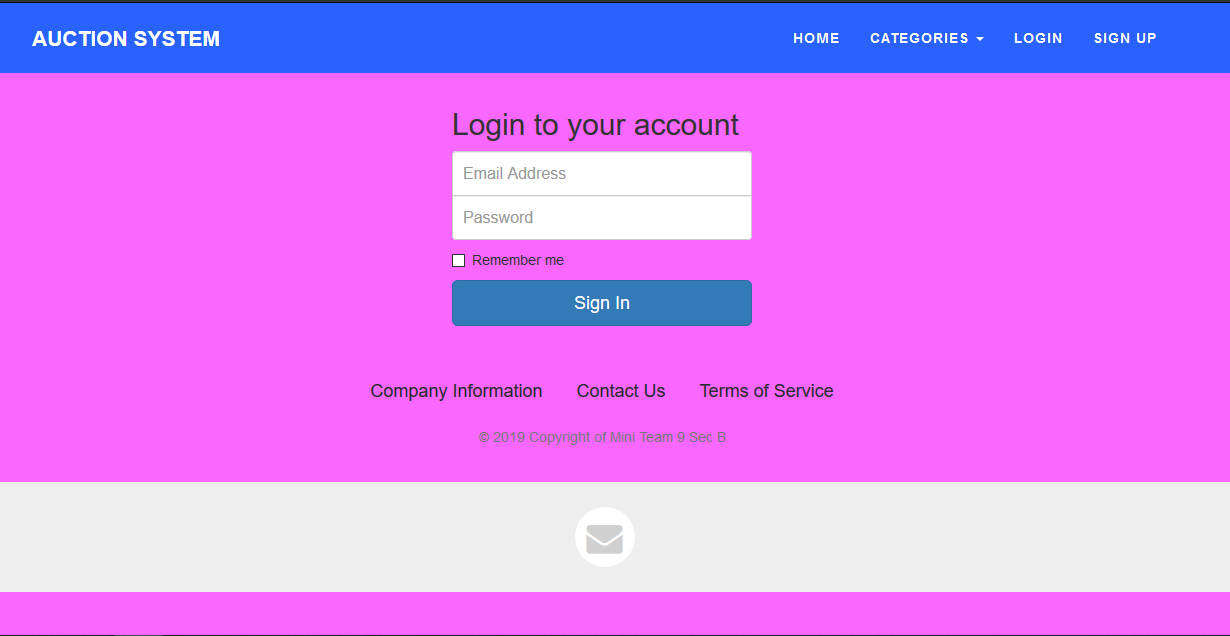 AUCTION SYSTEM HOME CATEGORIES LOGIN SIGN UP
Login to your account
Email Address
Password
Remember me
Sign In
Company Information Contact Us Terms of Service
© 2019 Copyright of Mini Team 9 Sec B